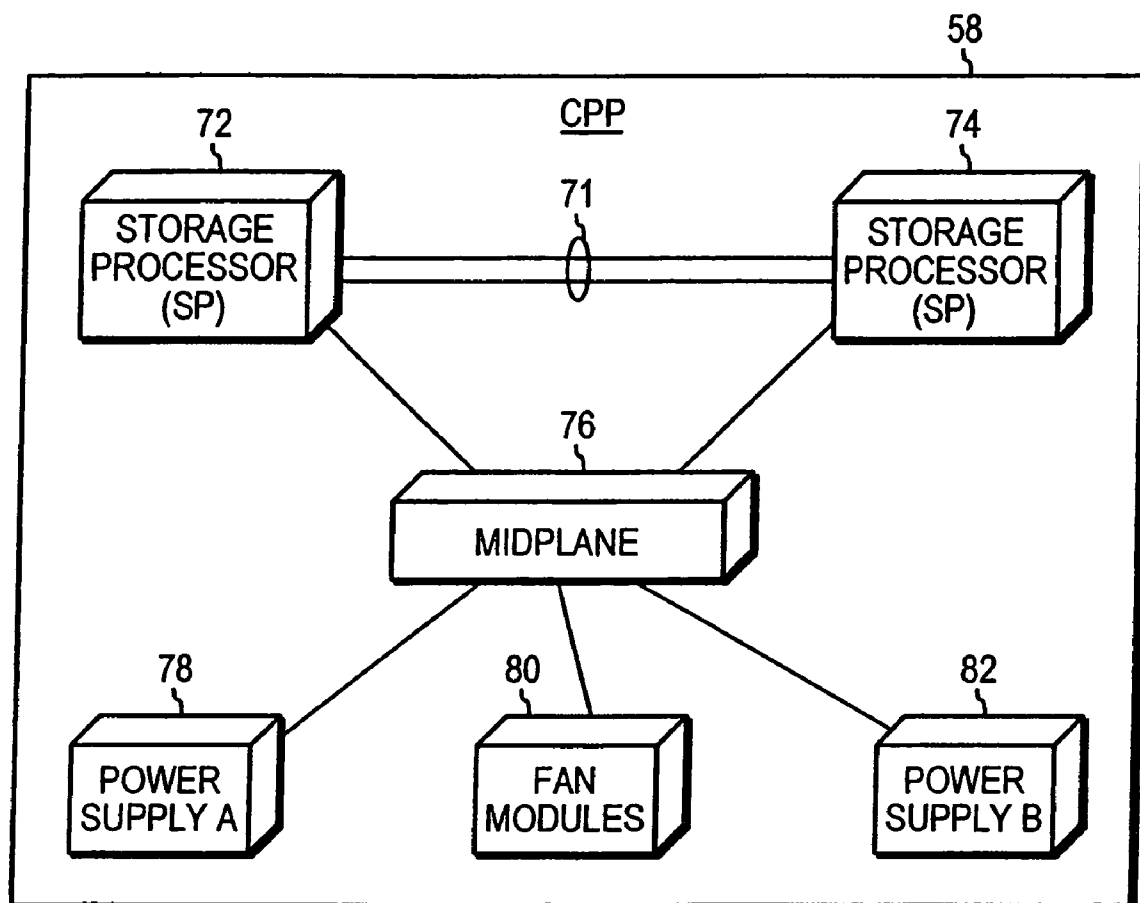 58
CPP
72
74
71
STORAGE
PROCESSOR
(SP)
STORAGE
PROCESSOR
(SP)
76
MIDPLANE
78
80
82
POWER
SUPPLY A
FAN
MODULES
POWER
SUPPLY B